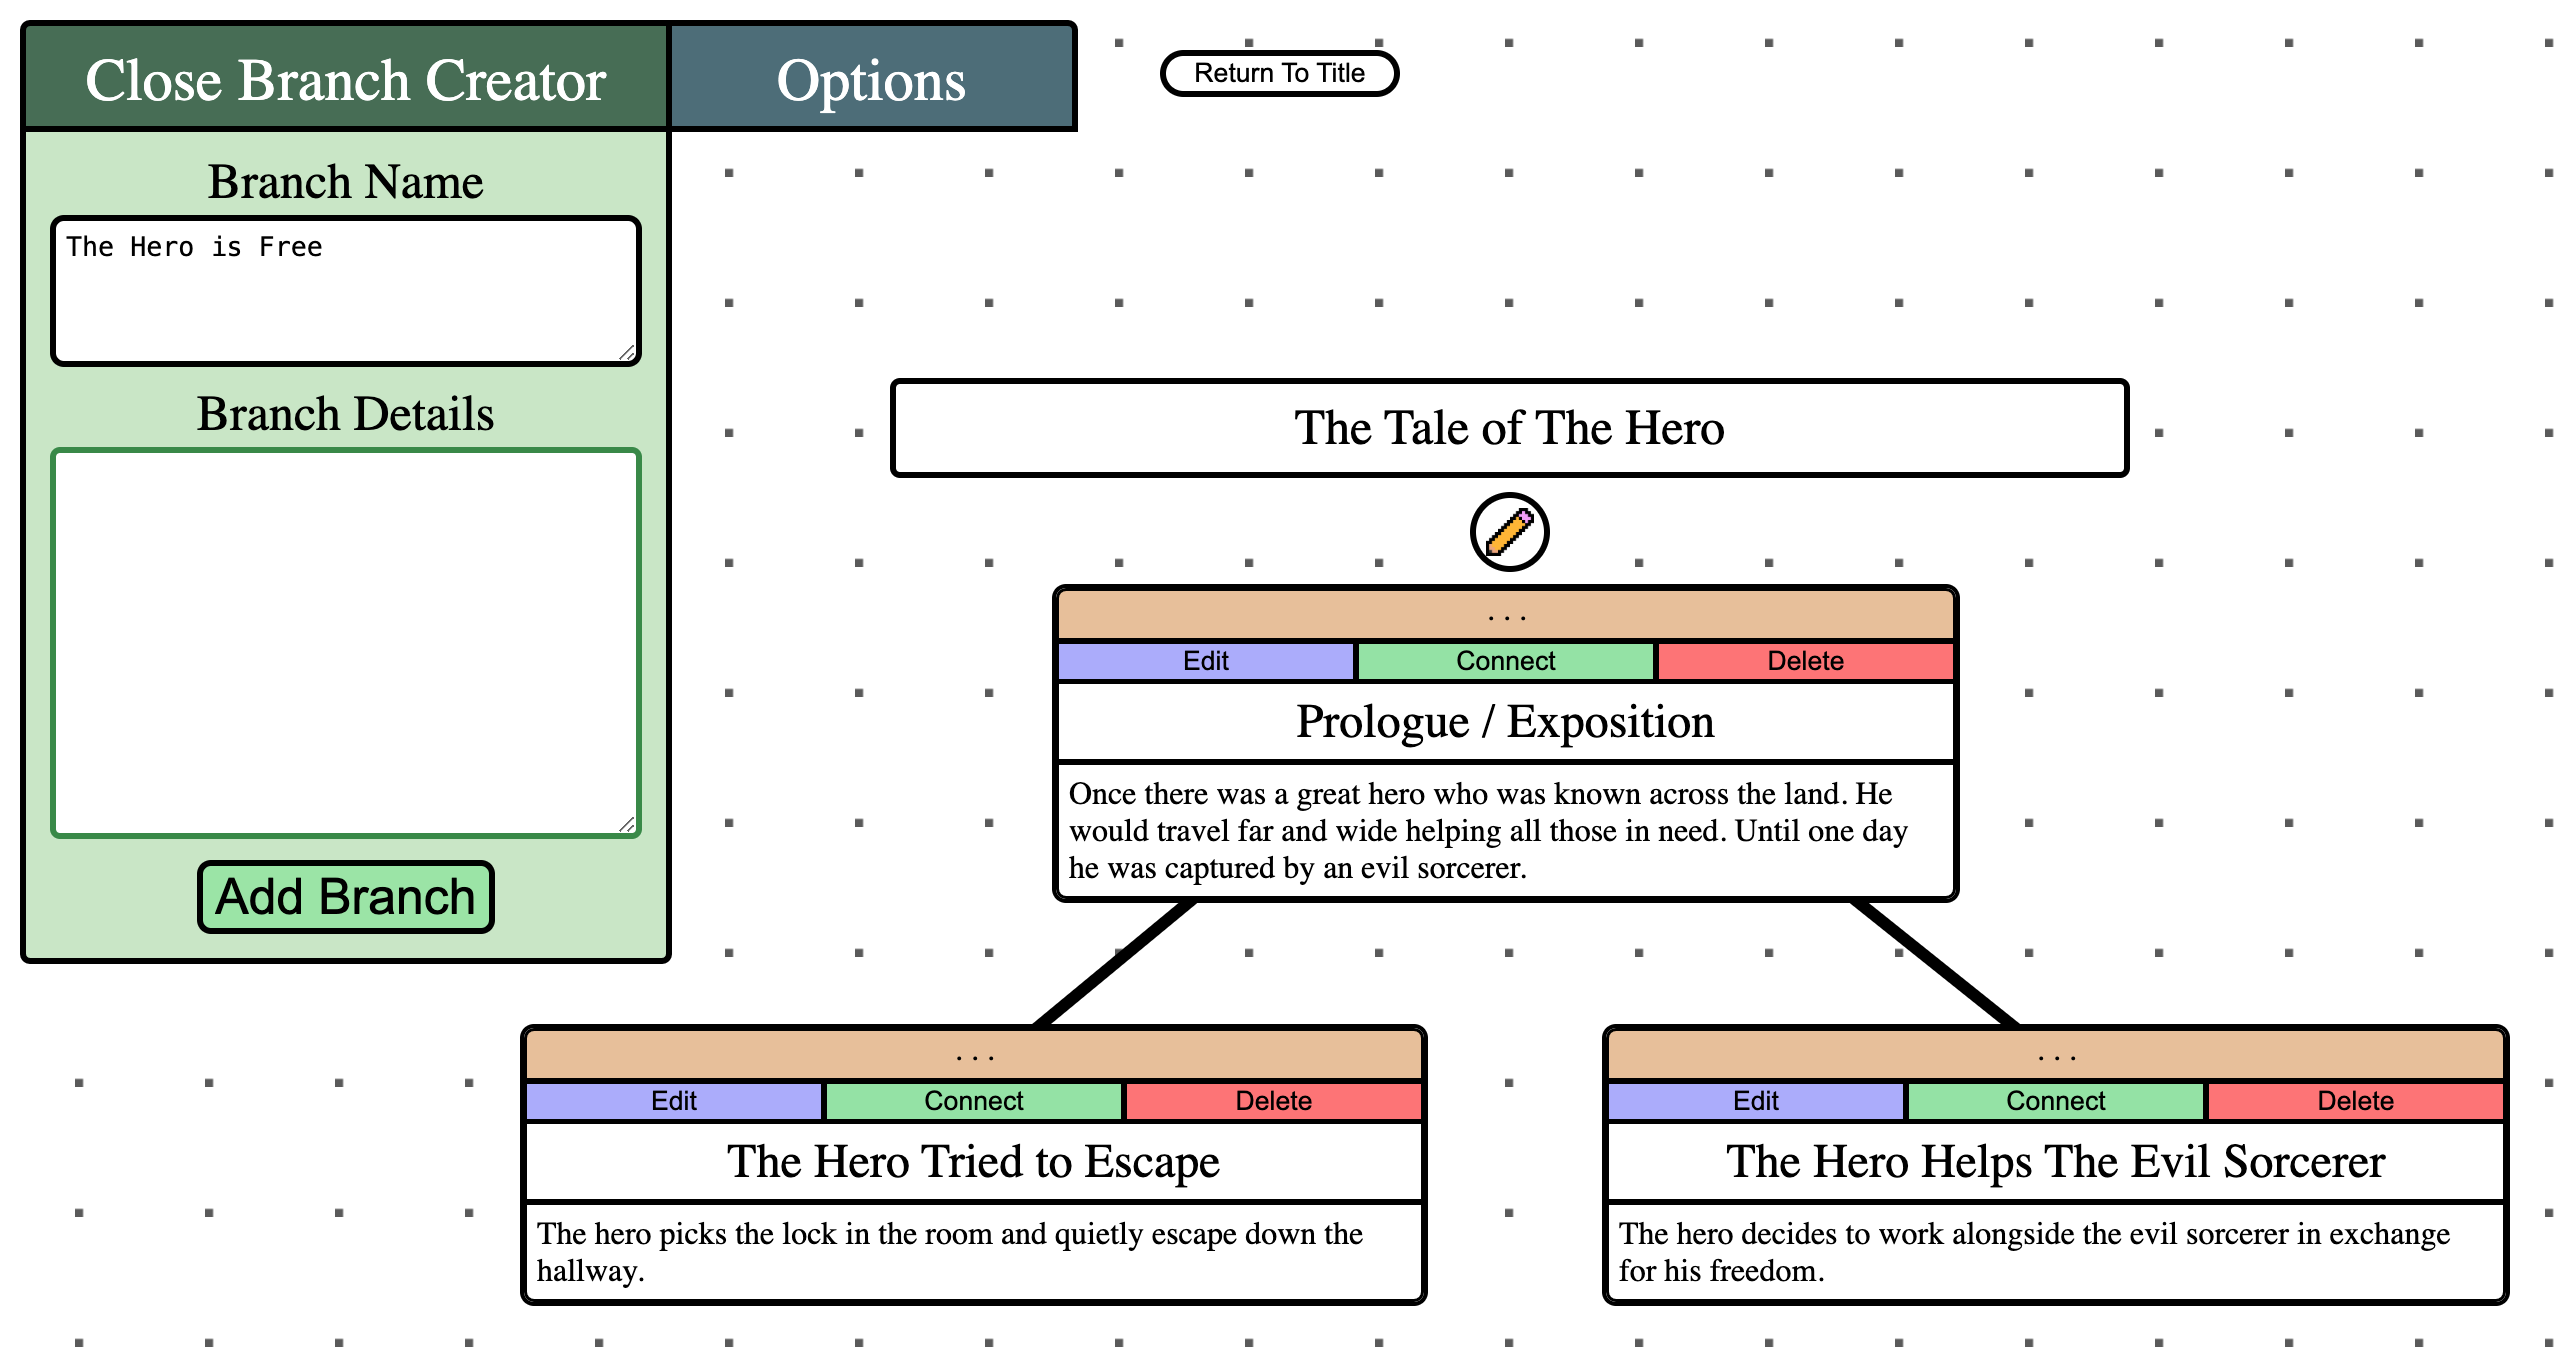 Close Branch Creator
Options
Return To Title
Branch Name
The Hero is Free
Branch Details
Add Branch
The Tale of The Hero
...
Edit
Connect
Delete
Prologue / Exposition
Once there was a great hero who was known across the land. He
would travel far and wide helping all those in need. Until one day
he was captured by an evil sorcerer.
...
Edit
Connect
Delete
The Hero Tried to Escape
The hero picks the lock in the room and quietly escape down the
hallway.
...
Edit
Connect
Delete
The Hero Helps The Evil Sorcerer
The hero decides to work alongside the evil sorcerer in exchange
for his freedom.